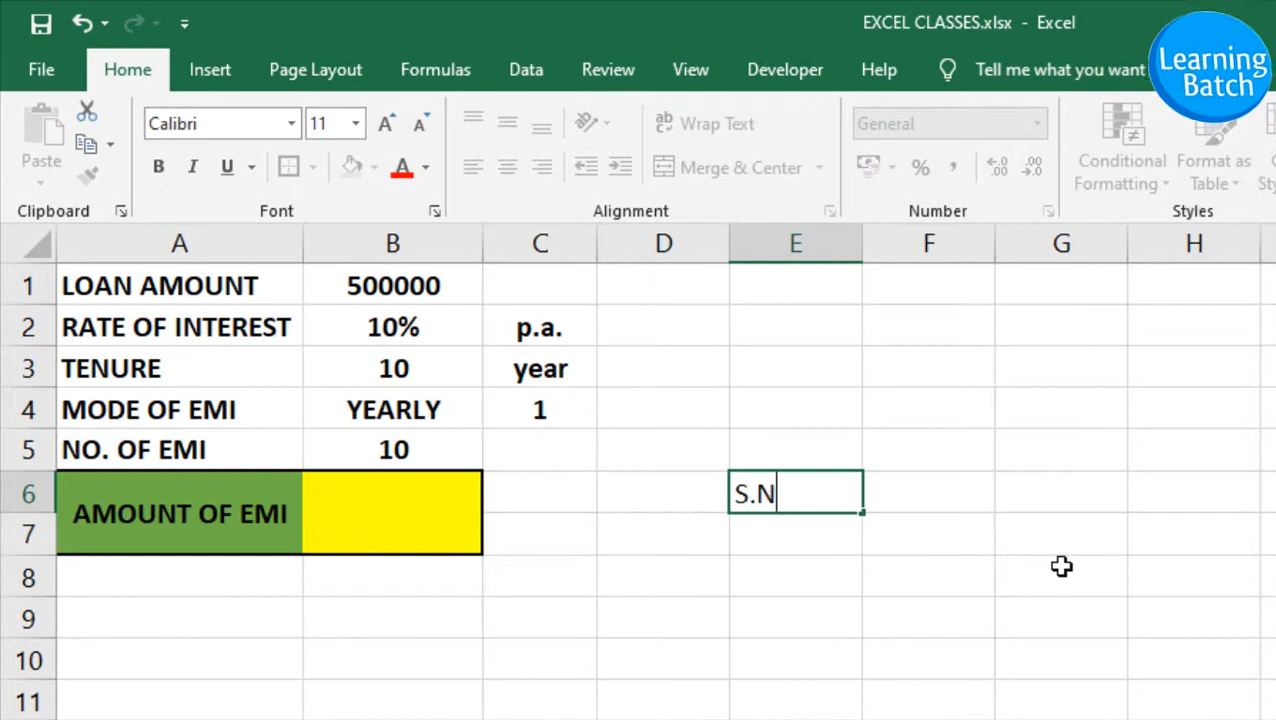 EXCEL CLASSES.xlsx - Excel
Learning
Batch
File Home Insert Page Layout Formulas Data Review View Developer Help Tell me what you want
Calibri 11 A A ab Wrap Text General
Paste B I U A Merge & Center % , Conditional Format as
Formatting Table
Clipboard Font Alignment Number Styles
A B C D E F G H
1 LOAN AMOUNT 500000
2 RATE OF INTEREST 10% p.a.
3 TENURE 10 year
4 MODE OF EMI YEARLY 1
5 NO. OF EMI 10
6 S.N
AMOUNT OF EMI
7
8
9
10
11